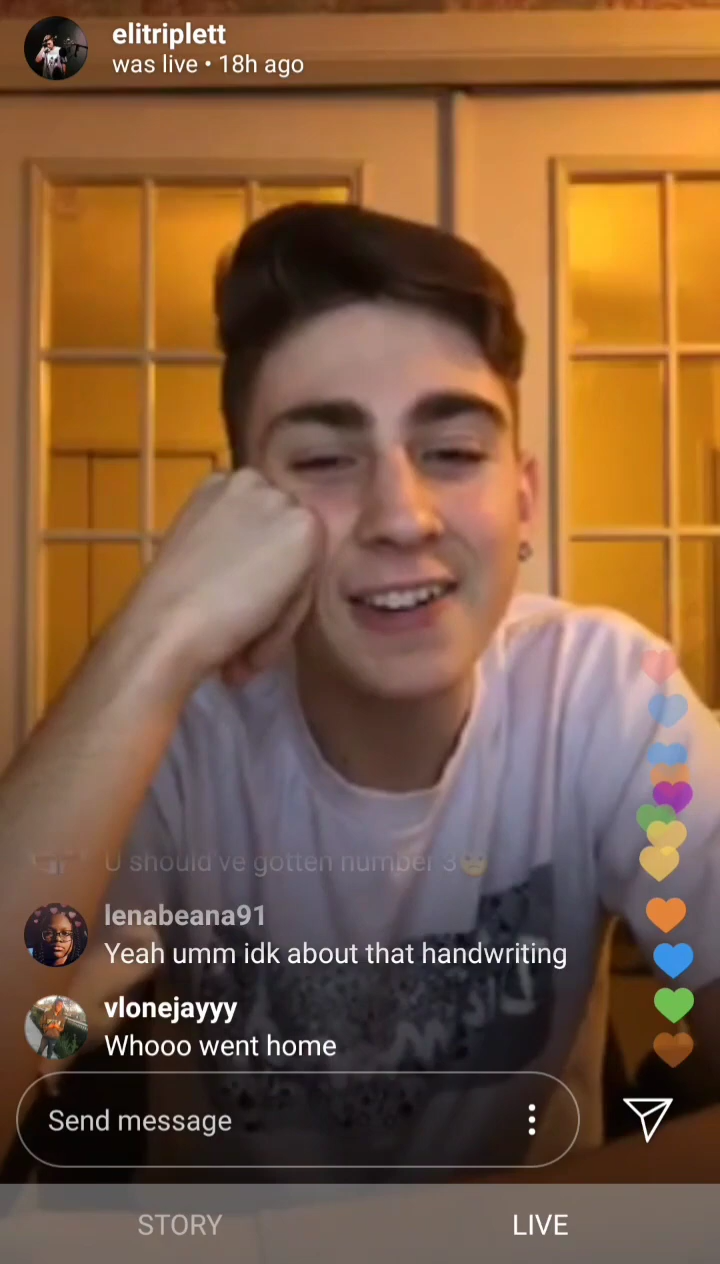 elitriplett
was live • 18h ago
U should've gotten number 3😔
lenabeana91
Yeah umm idk about that handwriting
vlonejayyy
Whooo went home
Send message
STORY
LIVE